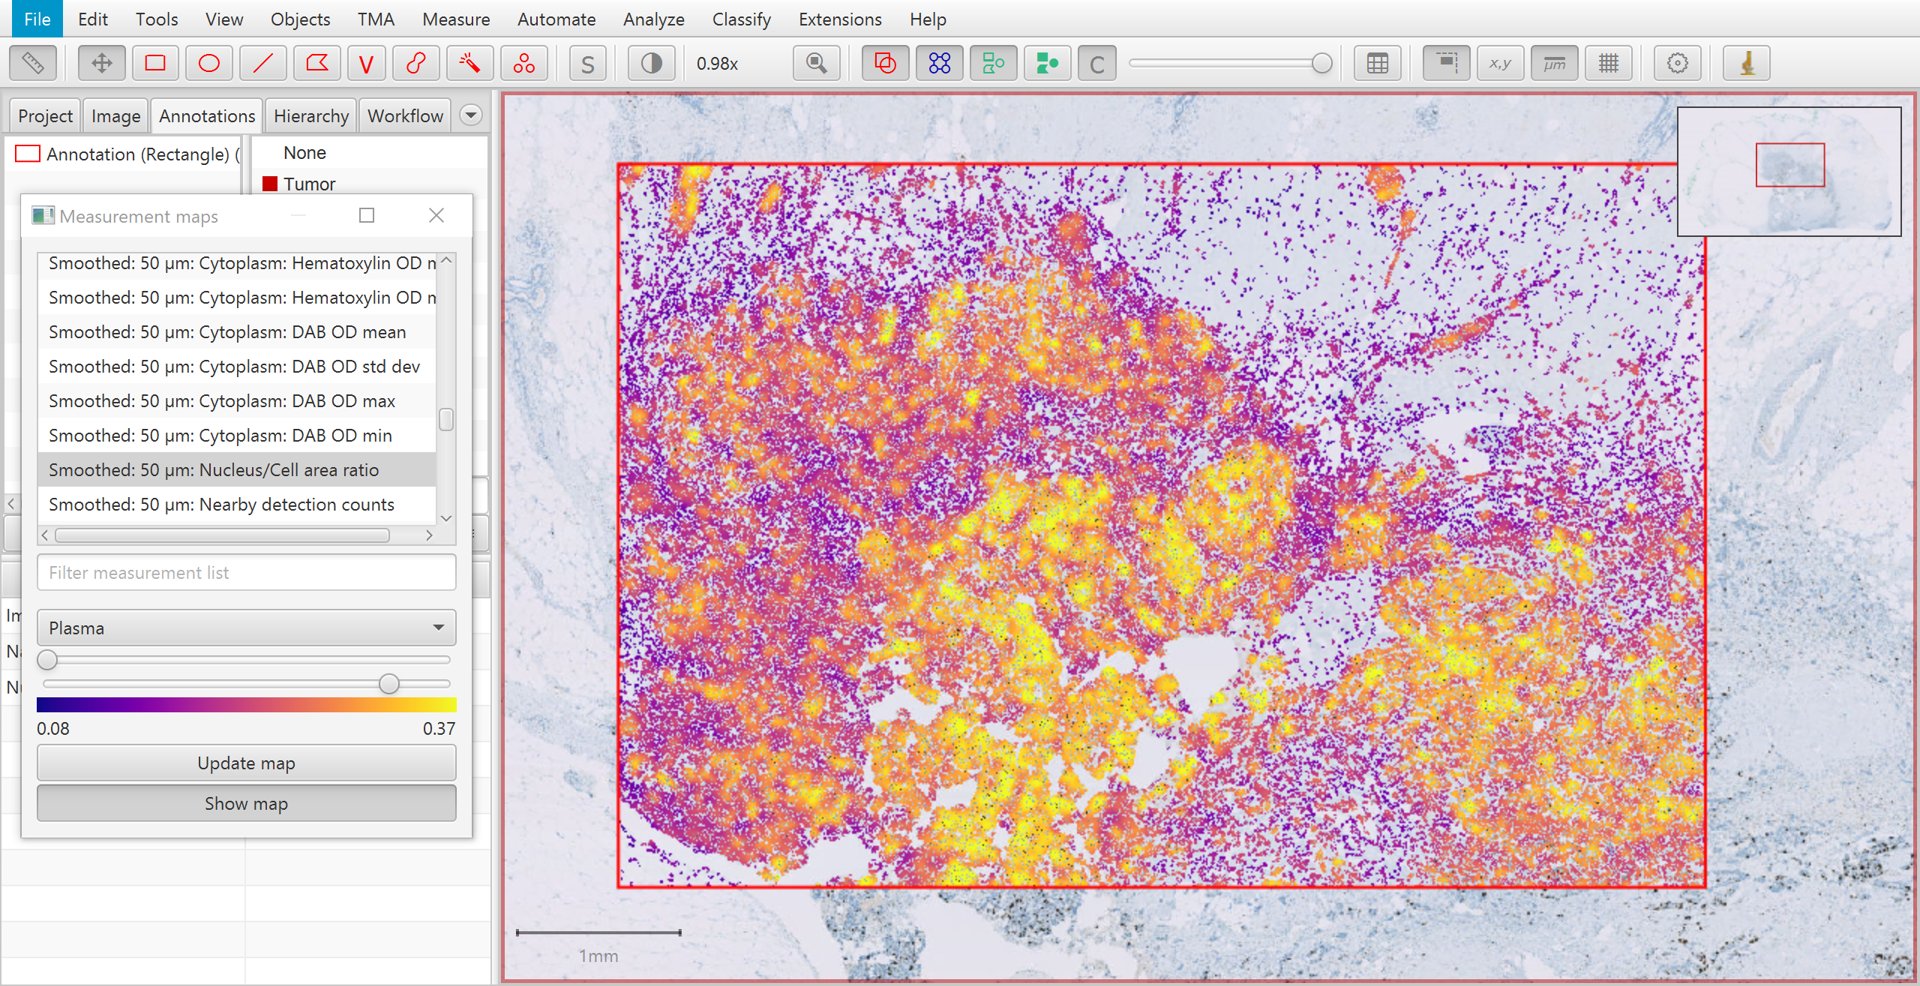 File Edit Tools View Objects TMA Measure Automate Analyze Classify Extensions Help
V S 0.98x C x,y µm
Project Image Annotations Hierarchy Workflow
Annotation (Rectangle) (
None
Tumor
Measurement maps
Smoothed: 50 µm: Cytoplasm: Hematoxylin OD
Smoothed: 50 µm: Cytoplasm: Hematoxylin OD
Smoothed: 50 µm: Cytoplasm: DAB OD mean
Smoothed: 50 µm: Cytoplasm: DAB OD std dev
Smoothed: 50 µm: Cytoplasm: DAB OD max
Smoothed: 50 µm: Cytoplasm: DAB OD min
Smoothed: 50 µm: Nucleus/Cell area ratio
Smoothed: 50 µm: Nearby detection counts
Filter measurement list
Plasma
0.08 0.37
Update map
Show map
1mm